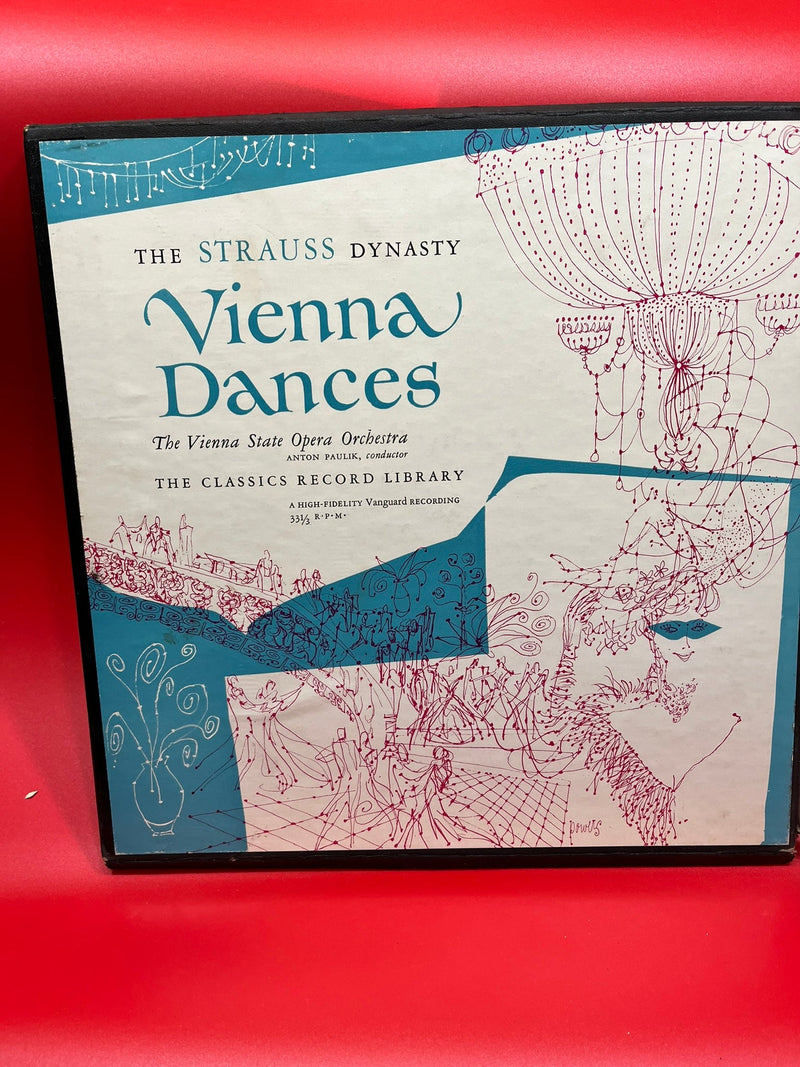 THE STRAUSS DYNASTY
Vienna
Dances
The Vienna State Opera Orchestra
ANTON PAULIK, conductor
THE CLASSICS RECORD LIBRARY
A HIGH-FIDELITY Vanguard RECORDING
33⅓ R·P·M·
powers